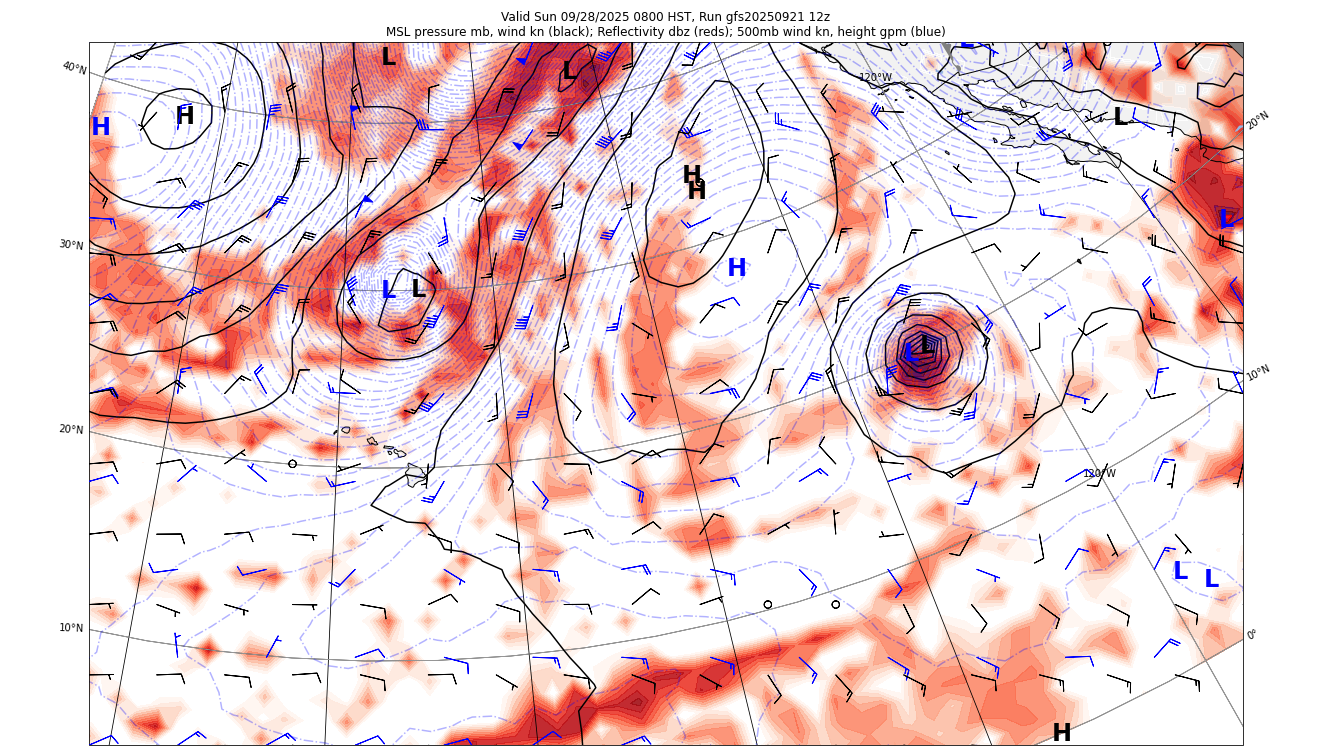 Valid Sun 09/28/2025 0800 HST, Run gfs20250921 12z
MSL pressure mb, wind kn (black); Reflectivity dbz (reds); 500mb wind kn, height gpm (blue)
L
L
L
40°N
120°W
H
H
L
20°N
H
H
L
30°N
H
L
L
L
L
10°N
20°N
120°W
L
L
10°N
0°
H